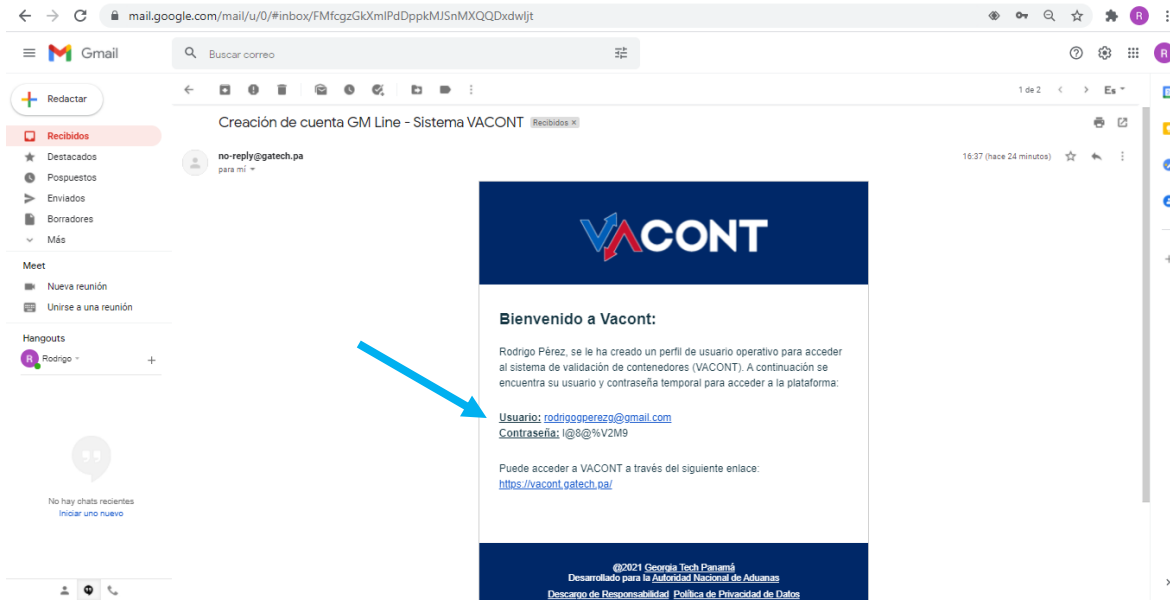 mail.google.com/mail/u/0/#inbox/FMfcgzGkXmlPdDppkMJSnMXQQDxdwljt
R
Gmail
Buscar correo
R
Redactar
1 de 2
Es
Creación de cuenta GM Line - Sistema VACONT Recibidos x
Recibidos
Destacados
Pospuestos
Enviados
Borradores
Más
no-reply@gatech.pa
para mí
16:37 (hace 24 minutos)
Meet
Nueva reunión
Unirse a una reunión
Hangouts
R Rodrigo
No hay chats recientes
Iniciar uno nuevo
VACONT
Bienvenido a Vacont:
Rodrigo Pérez, se le ha creado un perfil de usuario operativo para acceder
al sistema de validación de contenedores (VACONT). A continuación se
encuentra su usuario y contraseña temporal para acceder a la plataforma:
Usuario: rodrigogperezg@gmail.com
Contraseña: l@8@%V2M9
Puede acceder a VACONT a través del siguiente enlace:
https://vacont.gatech.pa/
@2021 Georgia Tech Panamá
Desarrollado para la Autoridad Nacional de Aduanas
Descargo de Responsabilidad Política de Privacidad de Datos